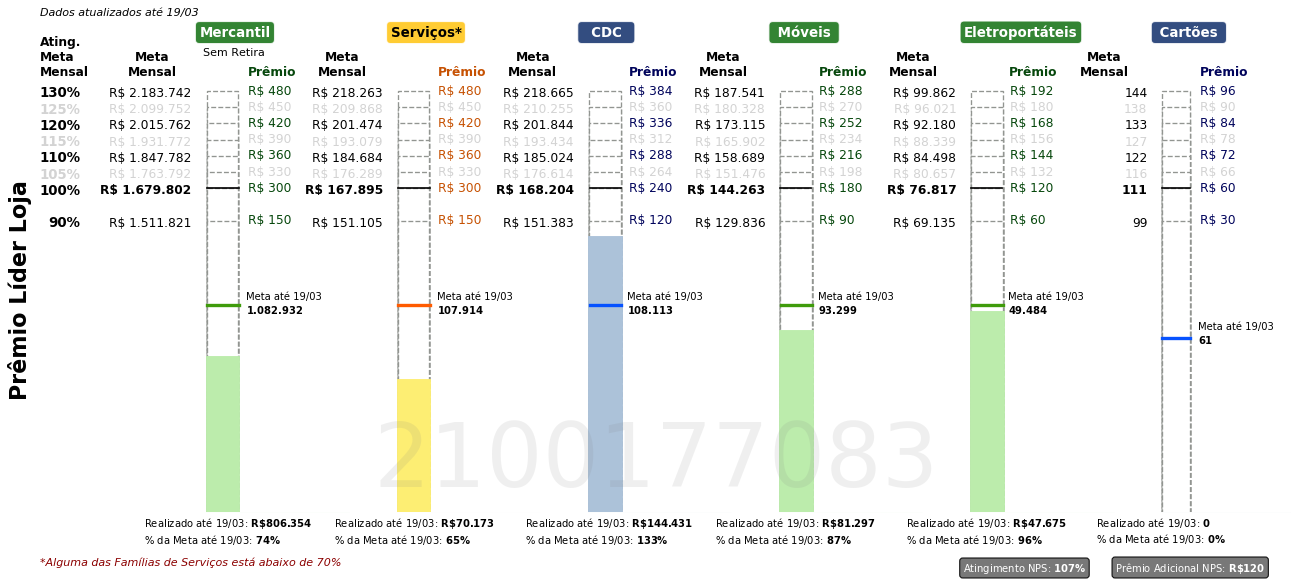 Dados atualizados até 19/03
Mercantil Serviços* CDC Móveis Eletroportáteis Cartões
Sem Retira
Ating. Meta Mensal Meta Mensal Prêmio Meta Mensal Prêmio Meta Mensal Prêmio Meta Mensal Prêmio Meta Mensal Prêmio Meta Mensal Prêmio
130% R$ 2.183.742 R$ 480 R$ 218.263 R$ 480 R$ 218.665 R$ 384 R$ 187.541 R$ 288 R$ 99.862 R$ 192 144 R$ 96
125% R$ 2.099.752 R$ 450 R$ 209.868 R$ 450 R$ 210.255 R$ 360 R$ 180.328 R$ 270 R$ 96.021 R$ 180 138 R$ 90
120% R$ 2.015.762 R$ 420 R$ 201.474 R$ 420 R$ 201.844 R$ 336 R$ 173.115 R$ 252 R$ 92.180 R$ 168 133 R$ 84
115% R$ 1.931.772 R$ 390 R$ 193.079 R$ 390 R$ 193.434 R$ 312 R$ 165.902 R$ 234 R$ 88.339 R$ 156 127 R$ 78
110% R$ 1.847.782 R$ 360 R$ 184.684 R$ 360 R$ 185.024 R$ 288 R$ 158.689 R$ 216 R$ 84.498 R$ 144 122 R$ 72
105% R$ 1.763.792 R$ 330 R$ 176.289 R$ 330 R$ 176.614 R$ 264 R$ 151.476 R$ 198 R$ 80.657 R$ 132 116 R$ 66
100% R$ 1.679.802 R$ 300 R$ 167.895 R$ 300 R$ 168.204 R$ 240 R$ 144.263 R$ 180 R$ 76.817 R$ 120 111 R$ 60
90% R$ 1.511.821 R$ 150 R$ 151.105 R$ 150 R$ 151.383 R$ 120 R$ 129.836 R$ 90 R$ 69.135 R$ 60 99 R$ 30
Prêmio Líder Loja
Meta até 19/03 Meta até 19/03 Meta até 19/03 Meta até 19/03 Meta até 19/03
1.082.932 107.914 108.113 93.299 49.484
Meta até 19/03
61
2100177083
Realizado até 19/03: R$806.354 Realizado até 19/03: R$70.173 Realizado até 19/03: R$144.431 Realizado até 19/03: R$81.297 Realizado até 19/03: R$47.675 Realizado até 19/03: 0
% da Meta até 19/03: 74% % da Meta até 19/03: 65% % da Meta até 19/03: 133% % da Meta até 19/03: 87% % da Meta até 19/03: 96% % da Meta até 19/03: 0%
*Alguma das Famílias de Serviços está abaixo de 70%
Atingimento NPS: 107% Prêmio Adicional NPS: R$120